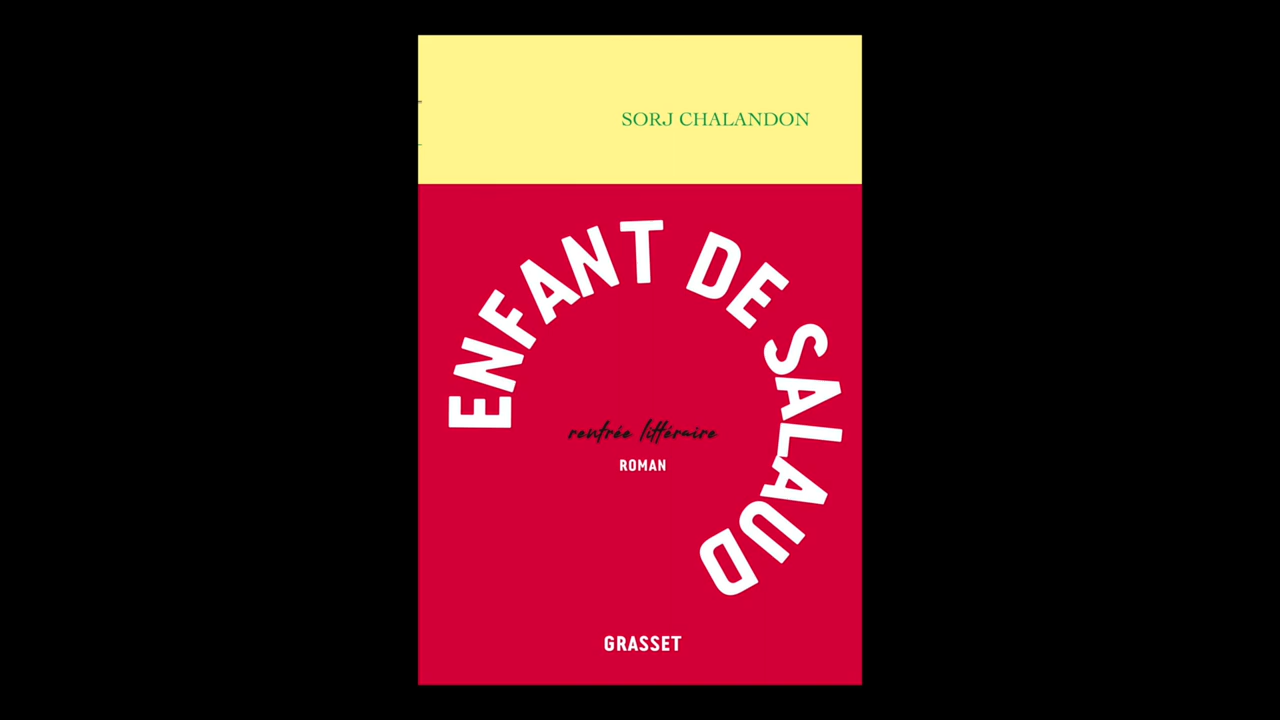 SORJ CHALANDON
ENFANT DE SALAUD
rentrée littéraire
ROMAN
GRASSET